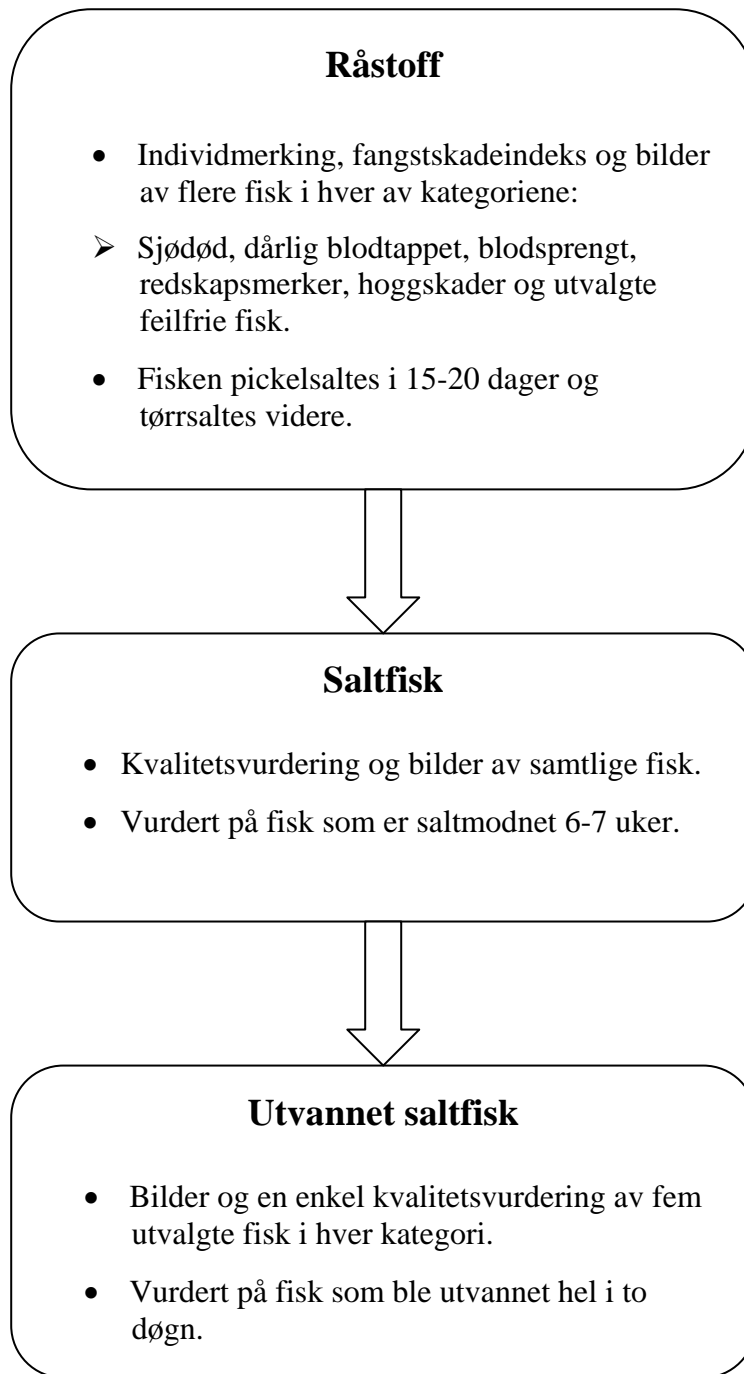 Råstoff
• Individmerking, fangstskadeindeks og bilder
av flere fisk i hver av kategoriene:
➢ Sjødød, dårlig blodtappet, blodsprengt,
redskapsmerker, hoggskader og utvalgte
feilfrie fisk.
• Fisken pickelsaltes i 15-20 dager og
tørrsaltes videre.
Saltfisk
• Kvalitetsvurdering og bilder av samtlige fisk.
• Vurdert på fisk som er saltmodnet 6-7 uker.
Utvannet saltfisk
• Bilder og en enkel kvalitetsvurdering av fem
utvalgte fisk i hver kategori.
• Vurdert på fisk som ble utvannet hel i to
døgn.